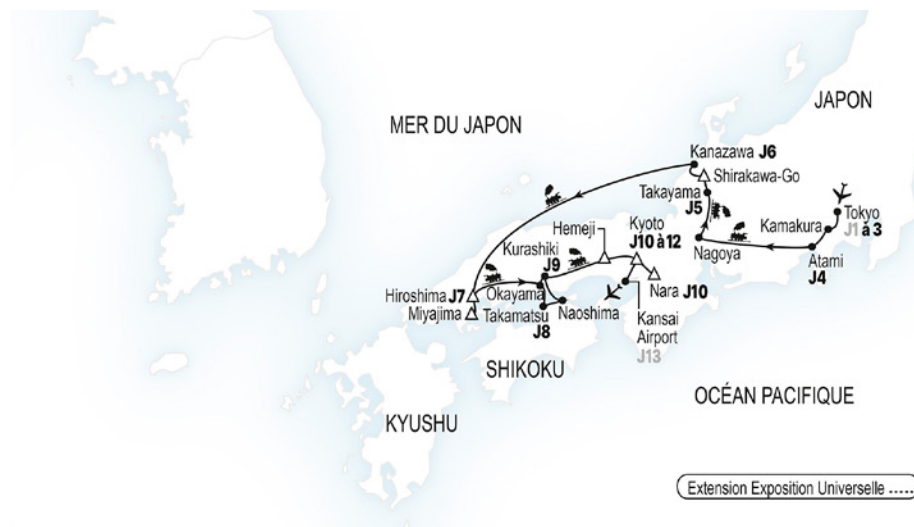 JAPON
MER DU JAPON
Kanazawa J6
Shirakawa-Go
Takayama
J5
Kamakura
Tokyo
J1 à 3
Nagoya
Atami
J4
Hemeji
Kyoto
J10 à 12
Kurashiki
J9
Nara J10
Hiroshima J7
Miyajima
Okayama
Takamatsu
J8
Naoshima
Kansai
Airport
J13
SHIKOKU
KYUSHU
OCÉAN PACIFIQUE
Extension Exposition Universelle .....